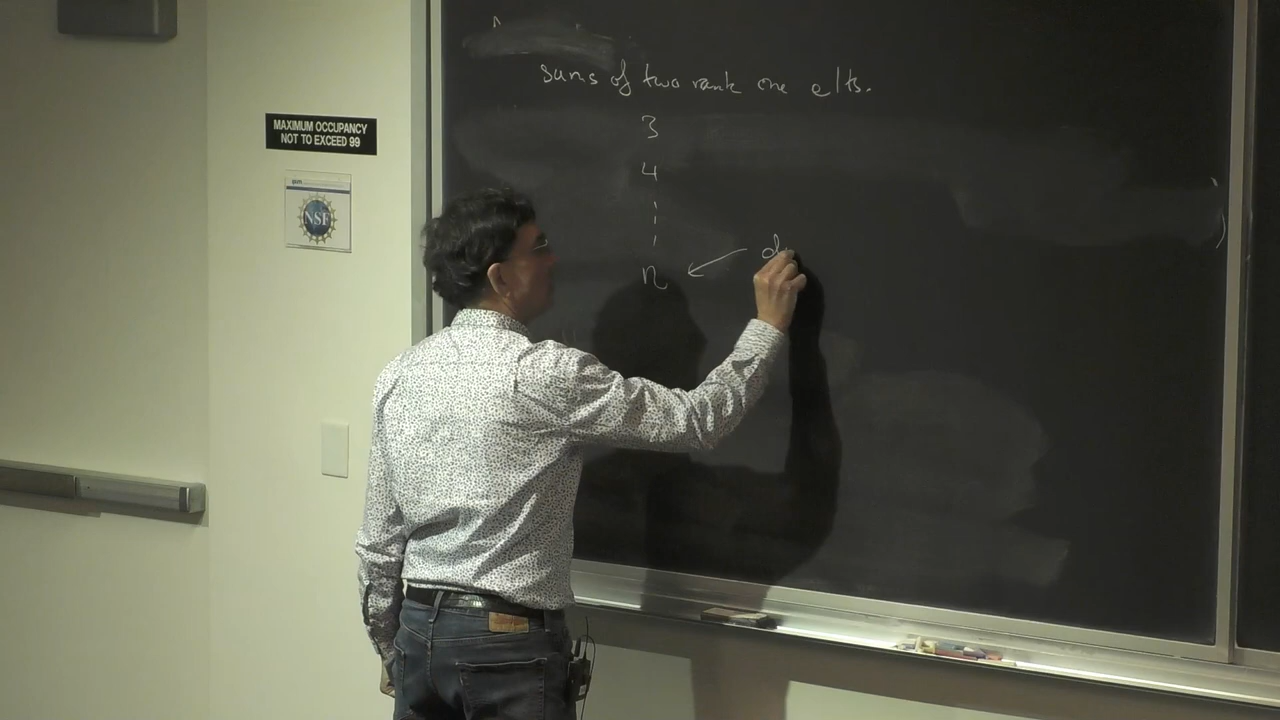 sums of two rank one elts.
3
4
n ← d
MAXIMUM OCCUPANCY
NOT TO EXCEED 99
NSF